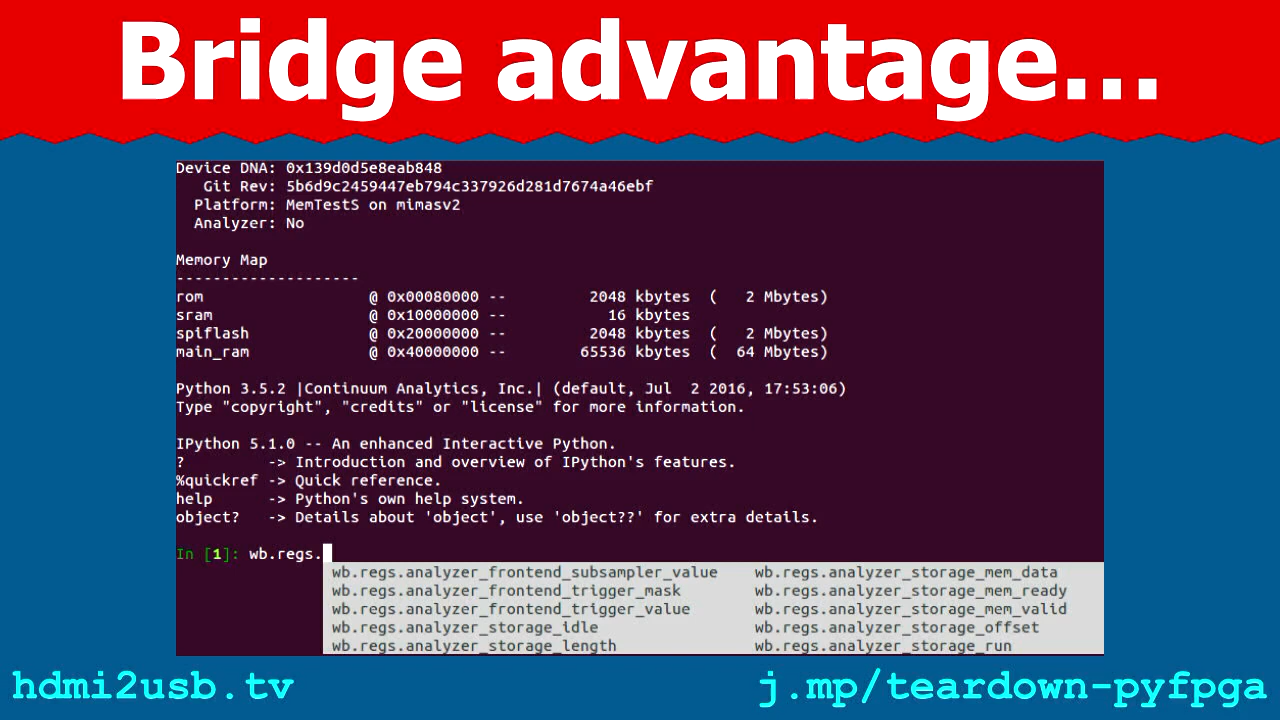 Bridge advantage...
Device DNA: 0x139d0d5e8eab848
Git Rev: 5b6d9c2459447eb794c337926d281d7674a46ebf
Platform: MemTestS on mimasv2
Analyzer: No
Memory Map
--------------------
rom @ 0x00080000 -- 2048 kbytes ( 2 Mbytes)
sram @ 0x10000000 -- 16 kbytes
spiflash @ 0x20000000 -- 2048 kbytes ( 2 Mbytes)
main_ram @ 0x40000000 -- 65536 kbytes ( 64 Mbytes)
Python 3.5.2 |Continuum Analytics, Inc.| (default, Jul  2 2016, 17:53:06)
Type "copyright", "credits" or "license" for more information.
IPython 5.1.0 -- An enhanced Interactive Python.
? -> Introduction and overview of IPython's features.
%quickref -> Quick reference.
help -> Python's own help system.
object? -> Details about 'object', use 'object??' for extra details.
In [1]: wb.regs.
wb.regs.analyzer_frontend_subsampler_value wb.regs.analyzer_storage_mem_data
wb.regs.analyzer_frontend_trigger_mask wb.regs.analyzer_storage_mem_ready
wb.regs.analyzer_frontend_trigger_value wb.regs.analyzer_storage_mem_valid
wb.regs.analyzer_storage_idle wb.regs.analyzer_storage_offset
wb.regs.analyzer_storage_length wb.regs.analyzer_storage_run
hdmi2usb.tv j.mp/teardown-pyfpga